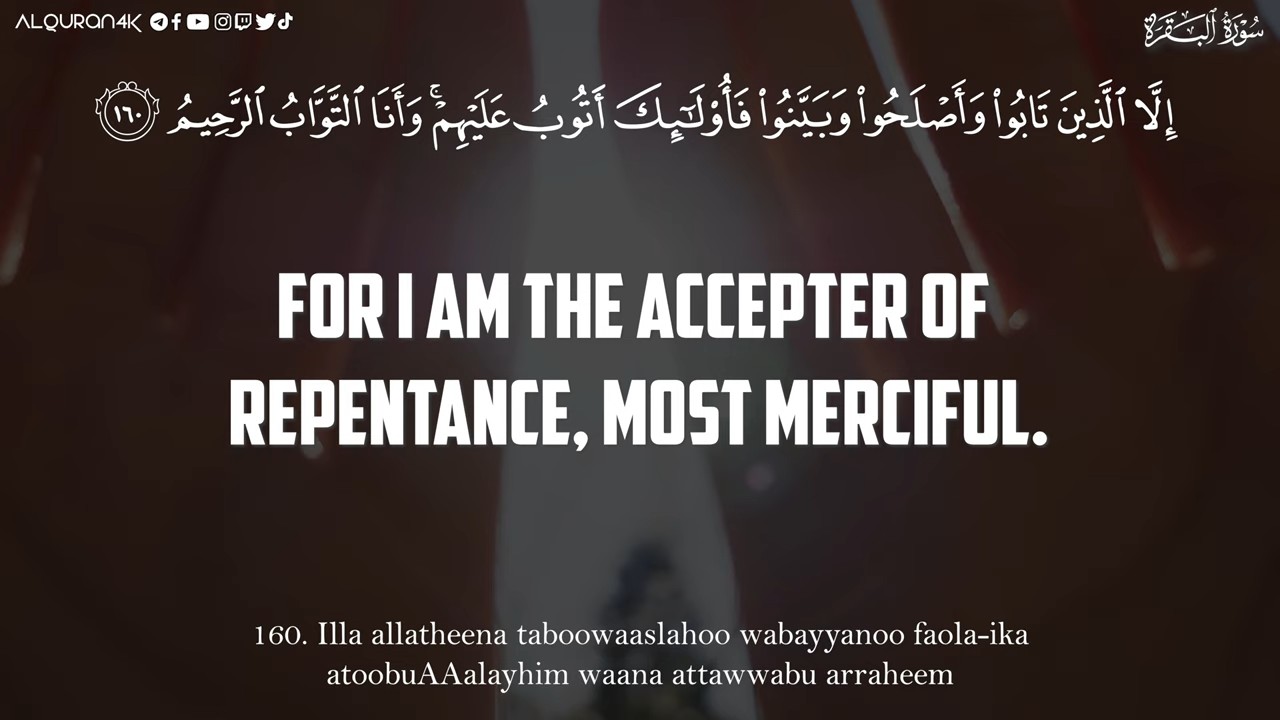 ALQURAN4K
سُورَةُ ٱلْبَقَرَةِ
إِلَّا ٱلَّذِينَ تَابُوا۟ وَأَصْلَحُوا۟ وَبَيَّنُوا۟ فَأُو۟لَـٰٓئِكَ أَتُوبُ عَلَيْهِمْ ۚ وَأَنَا ٱلتَّوَّابُ ٱلرَّحِيمُ ١٦٠
FOR I AM THE ACCEPTER OF
REPENTANCE, MOST MERCIFUL.
160. Illa allatheena taboowaaslahoo wabayyanoo faola-ika
atoobuAAalayhim waana attawwabu arraheem